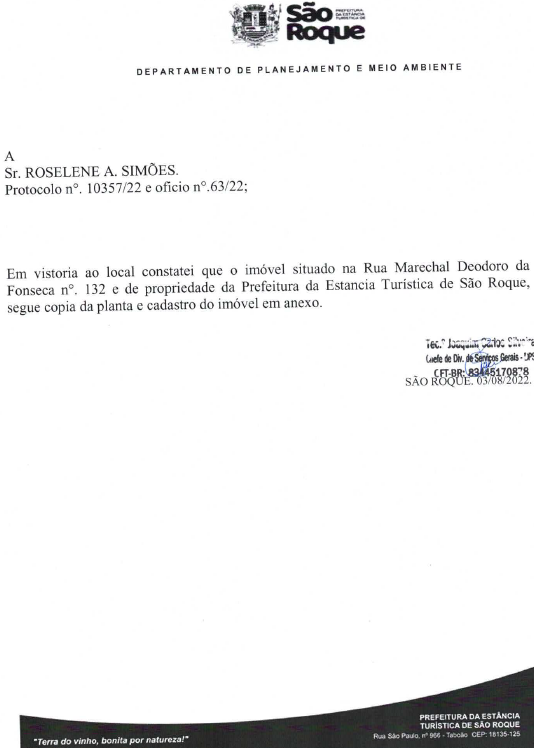 São
Roque
PREFEITURA
DA ESTÂNCIA
TURÍSTICA DE
DEPARTAMENTO DE PLANEJAMENTO E MEIO AMBIENTE
A
Sr. ROSELENE A. SIMÕES.
Protocolo n°. 10357/22 e oficio n°.63/22;
Em vistoria ao local constatei que o imóvel situado na Rua Marechal Deodoro da
Fonseca n°. 132 e de propriedade da Prefeitura da Estancia Turística de São Roque,
segue copia da planta e cadastro do imóvel em anexo.
Tec.° Joaquim Carlos Silveira
Chefe de Div. de Serviços Gerais -
CFT-BR: 83445170878
SÃO ROQUE. 03/08/2022.
PREFEITURA DA ESTÂNCIA
TURÍSTICA DE SÃO ROQUE
Rua São Paulo, nº 966 - Taboão CEP: 18135-125
"Terra do vinho, bonita por natureza!"